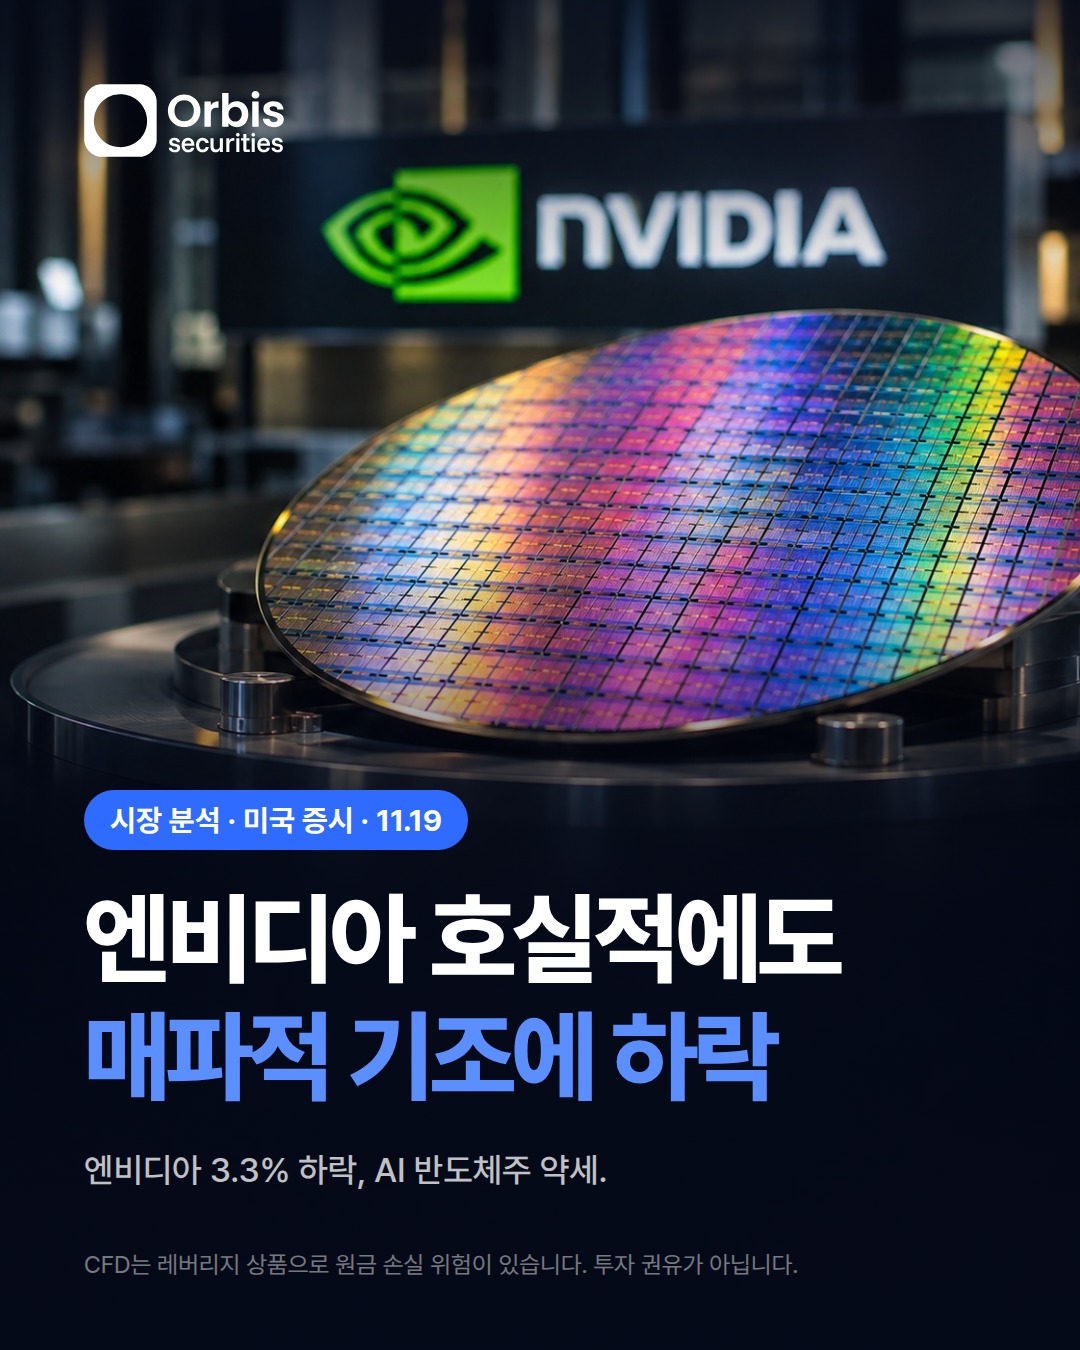 Orbis
securities
NVIDIA
시장 분석 · 미국 증시 · 11.19
엔비디아 호실적에도
매파적 기조에 하락
엔비디아 3.3% 하락, AI 반도체주 약세.
CFD는 레버리지 상품으로 원금 손실 위험이 있습니다. 투자 권유가 아닙니다.